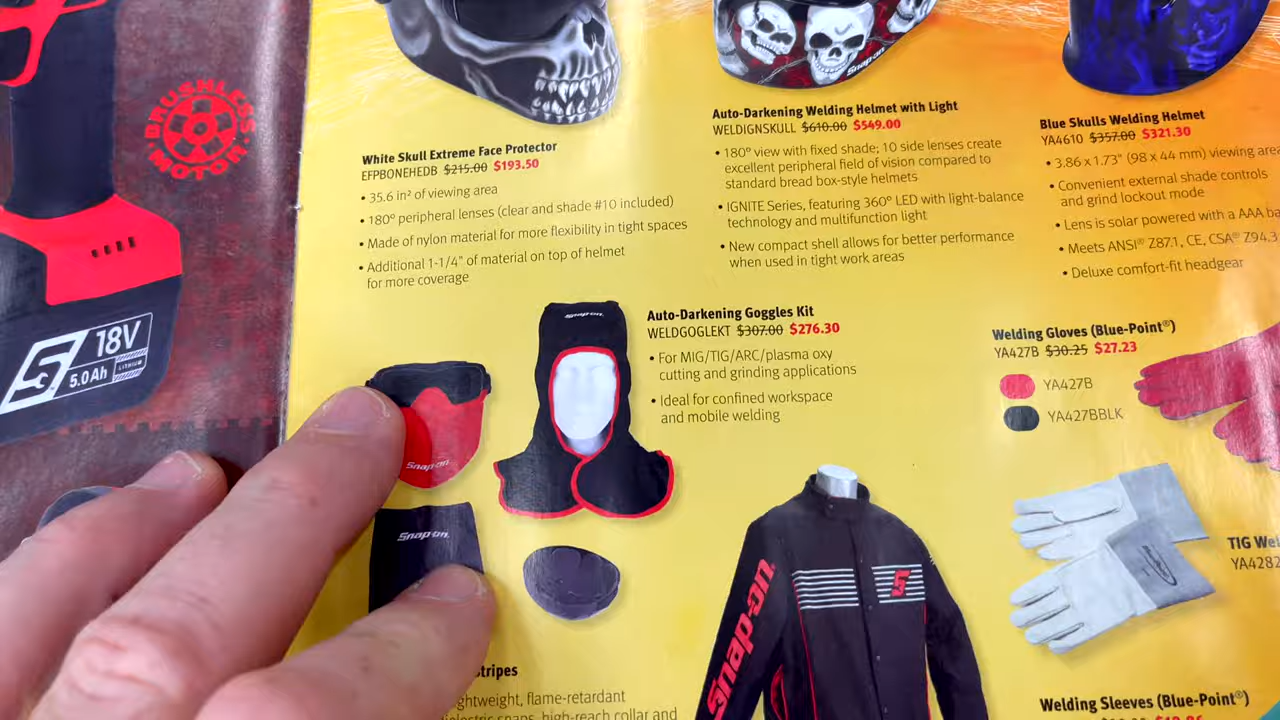 BRUSHLESS
MOTOR
18V
5.0Ah
LITHIUM
Snap-on
White Skull Extreme Face Protector
EFPBONEHEDB $215.00 $193.50
• 35.6 in² of viewing area
• 180º peripheral lenses (clear and shade #10 included)
• Made of nylon material for more flexibility in tight spaces
• Additional 1-1/4" of material on top of helmet
for more coverage
Auto-Darkening Welding Helmet with Light
WELDIGNSKULL $610.00 $549.00
• 180° view with fixed shade; 10 side lenses create
excellent peripheral field of vision compared to
standard bread box-style helmets
• IGNITE Series, featuring 360° LED with light-balance
technology and multifunction light
• New compact shell allows for better performance
when used in tight work areas
Blue Skulls Welding Helmet
YA4610 $357.00 $321.30
• 3.86 x 1.73" (98 x 44 mm) viewing area
• Convenient external shade controls
and grind lockout mode
• Lens is solar powered with a AAA
• Meets ANSI® Z87.1, CE, CSA® Z94.3
• Deluxe comfort-fit headgear
Snap-on
Auto-Darkening Goggles Kit
WELDGOGLEKT $307.00 $276.30
• For MIG/TIG/ARC/plasma oxy
cutting and grinding applications
• Ideal for confined workspace
and mobile welding
Welding Gloves (Blue-Point®)
YA427B $30.25 $27.23
YA427B
YA427BBLK
Snap-on
Snap-on
Snap-on
TIG
YA4282
Stripes
flame-retardant
snaps, high-reach collar and
Welding Sleeves (Blue-Point®)